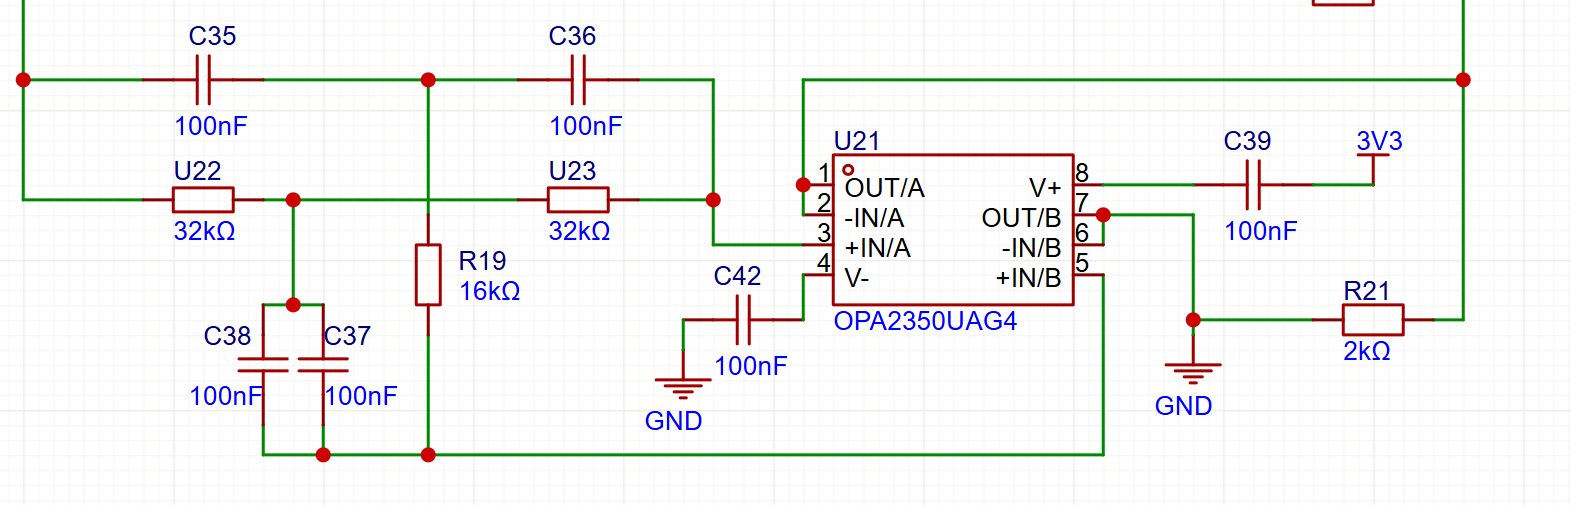 C35
C36
100nF
100nF
U21
C39
3V3
U22
U23
1
OUT/A
V+
8
2
-IN/A
OUT/B
7
3
+IN/A
-IN/B
6
4
V-
+IN/B
5
32kΩ
32kΩ
100nF
R19
16kΩ
C42
R21
OPA2350UAG4
C38
C37
2kΩ
100nF
100nF
100nF
GND
GND